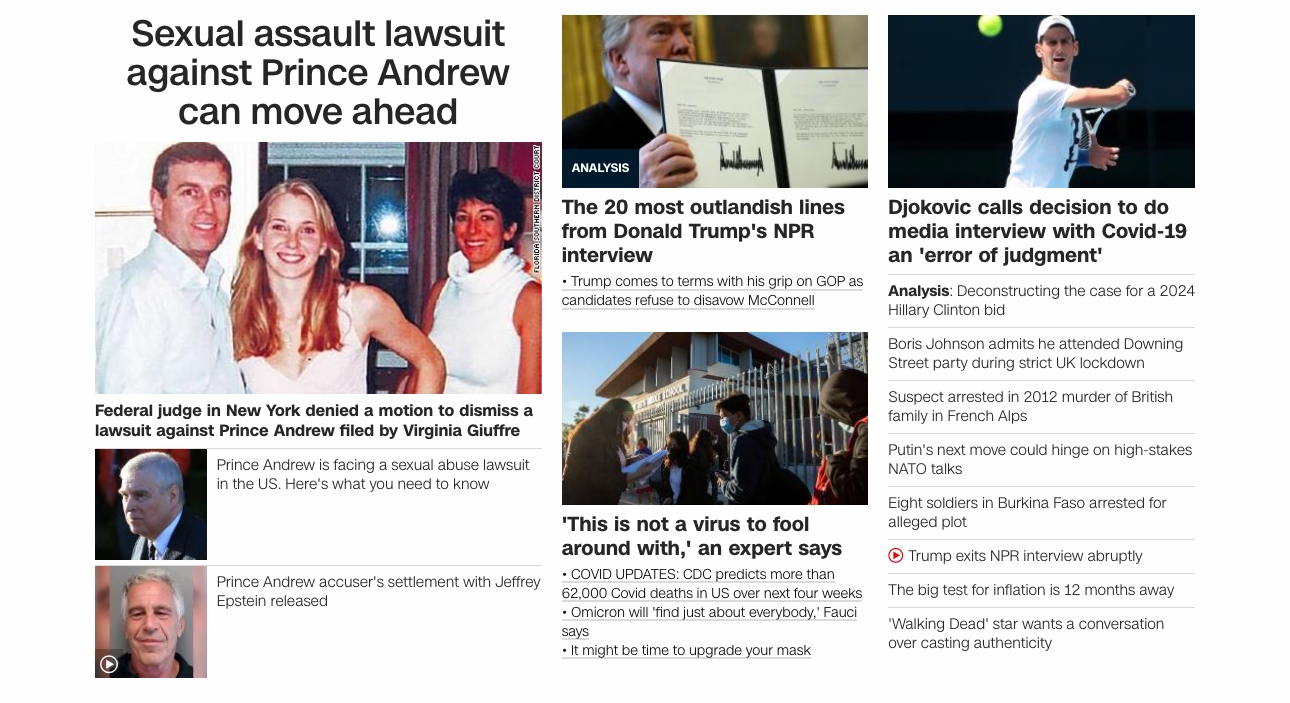 Sexual assault lawsuit
against Prince Andrew
can move ahead
FLORIDA SOUTHERN DISTRICT COURT
Federal judge in New York denied a motion to dismiss a
lawsuit against Prince Andrew filed by Virginia Giuffre
Prince Andrew is facing a sexual abuse lawsuit
in the US. Here's what you need to know
Prince Andrew accuser's settlement with Jeffrey
Epstein released
ANALYSIS
The 20 most outlandish lines
from Donald Trump's NPR
interview
• Trump comes to terms with his grip on GOP as
candidates refuse to disavow McConnell
'This is not a virus to fool
around with,' an expert says
• COVID UPDATES: CDC predicts more than
62,000 Covid deaths in US over next four weeks
• Omicron will 'find just about everybody,' Fauci
says
• It might be time to upgrade your mask
Djokovic calls decision to do
media interview with Covid-19
an 'error of judgment'
Analysis: Deconstructing the case for a 2024
Hillary Clinton bid
Boris Johnson admits he attended Downing
Street party during strict UK lockdown
Suspect arrested in 2012 murder of British
family in French Alps
Putin's next move could hinge on high-stakes
NATO talks
Eight soldiers in Burkina Faso arrested for
alleged plot
Trump exits NPR interview abruptly
The big test for inflation is 12 months away
'Walking Dead' star wants a conversation
over casting authenticity